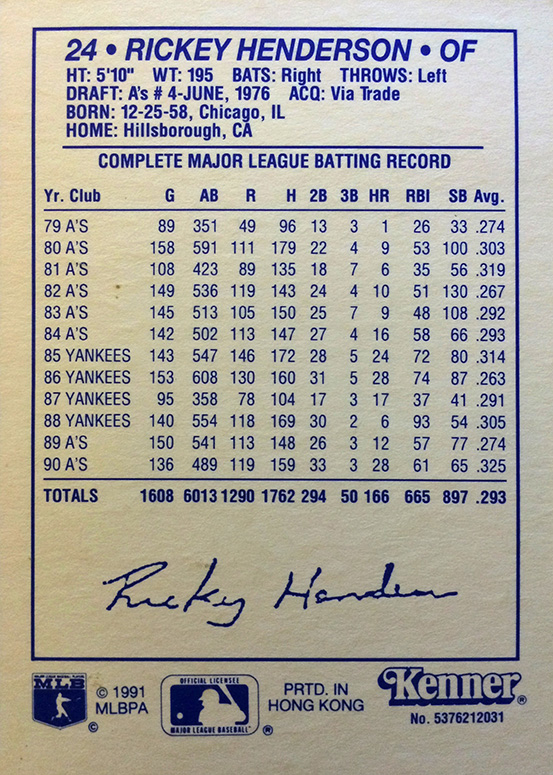 24 • RICKEY HENDERSON • OF
HT: 5'10" WT: 195 BATS: Right THROWS: Left
DRAFT: A's # 4-JUNE, 1976 ACQ: Via Trade
BORN: 12-25-58, Chicago, IL
HOME: Hillsborough, CA
COMPLETE MAJOR LEAGUE BATTING RECORD
Yr. Club G AB R H 2B 3B HR RBI SB Avg.
79 A'S 89 351 49 96 13 3 1 26 33 .274
80 A'S 158 591 111 179 22 4 9 53 100 .303
81 A'S 108 423 89 135 18 7 6 35 56 .319
82 A'S 149 536 119 143 24 4 10 51 130 .267
83 A'S 145 513 105 150 25 7 9 48 108 .292
84 A'S 142 502 113 147 27 4 16 58 66 .293
85 YANKEES 143 547 146 172 28 5 24 72 80 .314
86 YANKEES 153 608 130 160 31 5 28 74 87 .263
87 YANKEES 95 358 78 104 17 3 17 37 41 .291
88 YANKEES 140 554 118 169 30 2 6 93 54 .305
89 A'S 150 541 113 148 26 3 12 57 77 .274
90 A'S 136 489 119 159 33 3 28 61 65 .325
TOTALS 1608 6013 1290 1762 294 50 166 665 897 .293
Rickey Henderson
MAJOR LEAGUE BASEBALL PLAYERS
MLB
© 1991
MLBPA
©
OFFICIAL LICENSEE
MAJOR LEAGUE BASEBALL®
®
PRTD. IN
HONG KONG
Kenner®
No. 5376212031